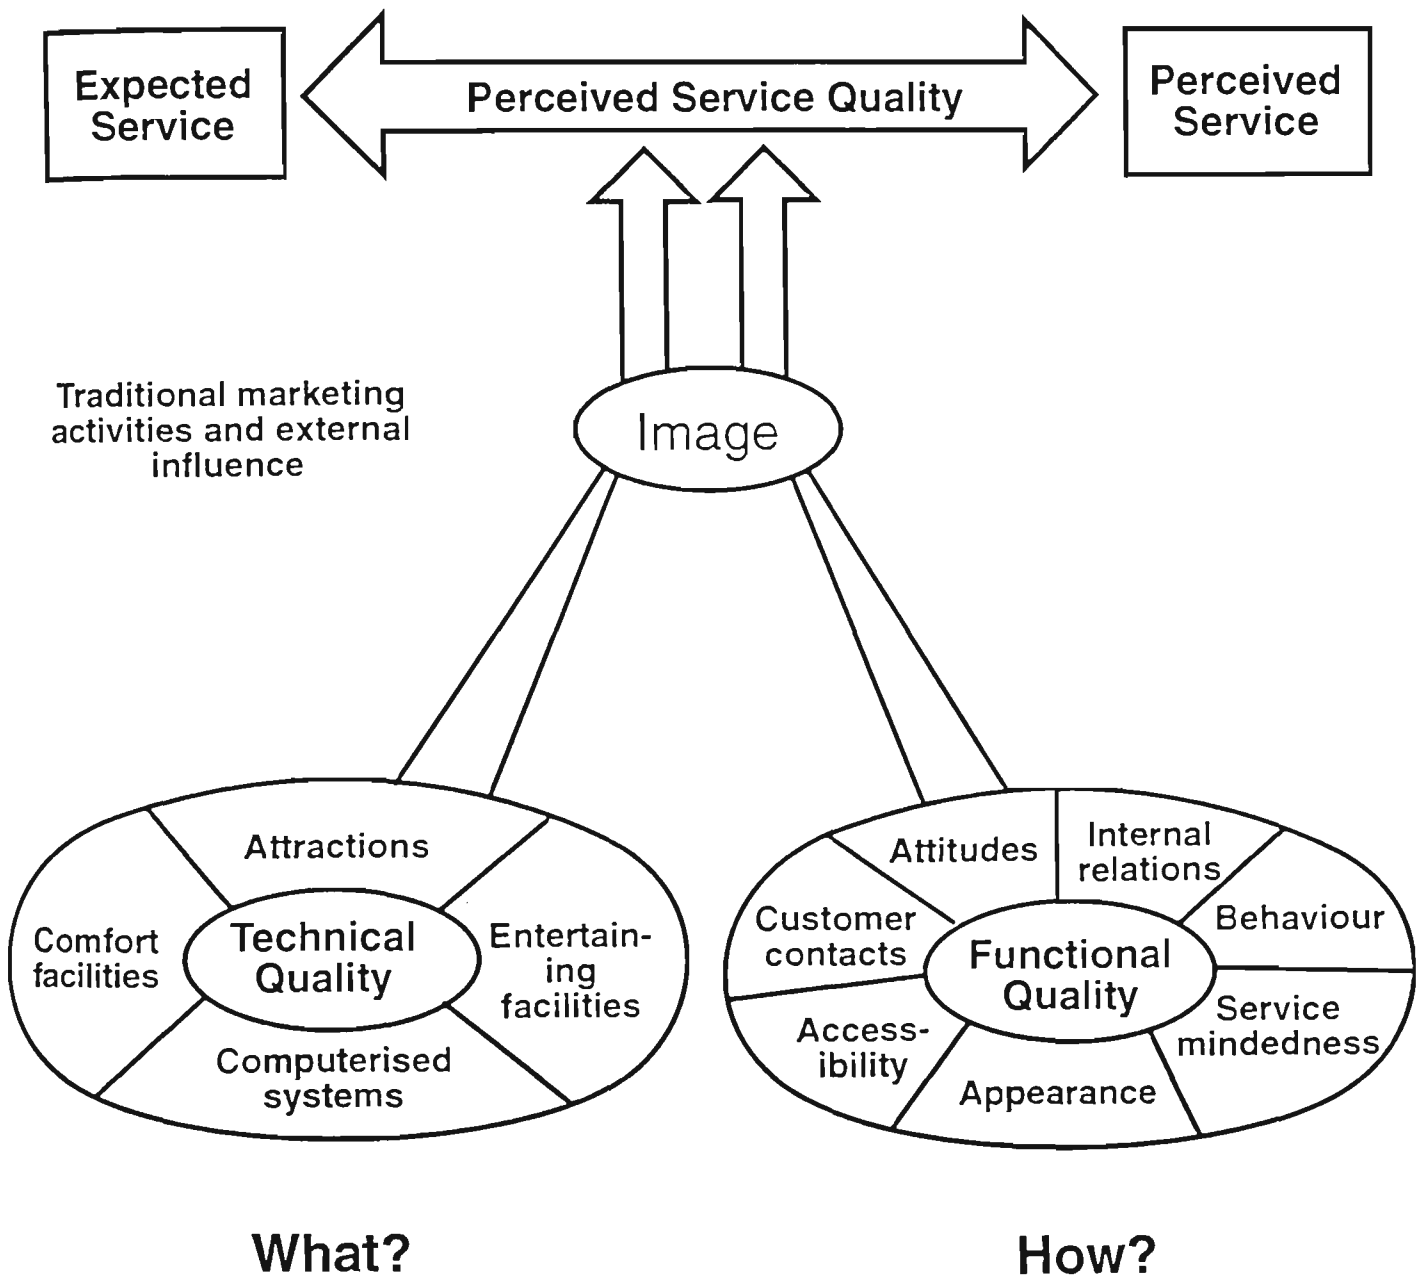 Expected
Service
Perceived Service Quality
Perceived
Service
Traditional marketing
activities and external
influence
Image
Attractions
Comfort
facilities
Technical
Quality
Entertain-
ing
facilities
Computerised
systems
Attitudes
Internal
relations
Customer
contacts
Behaviour
Functional
Quality
Access-
ibility
Service
mindedness
Appearance
What?
How?